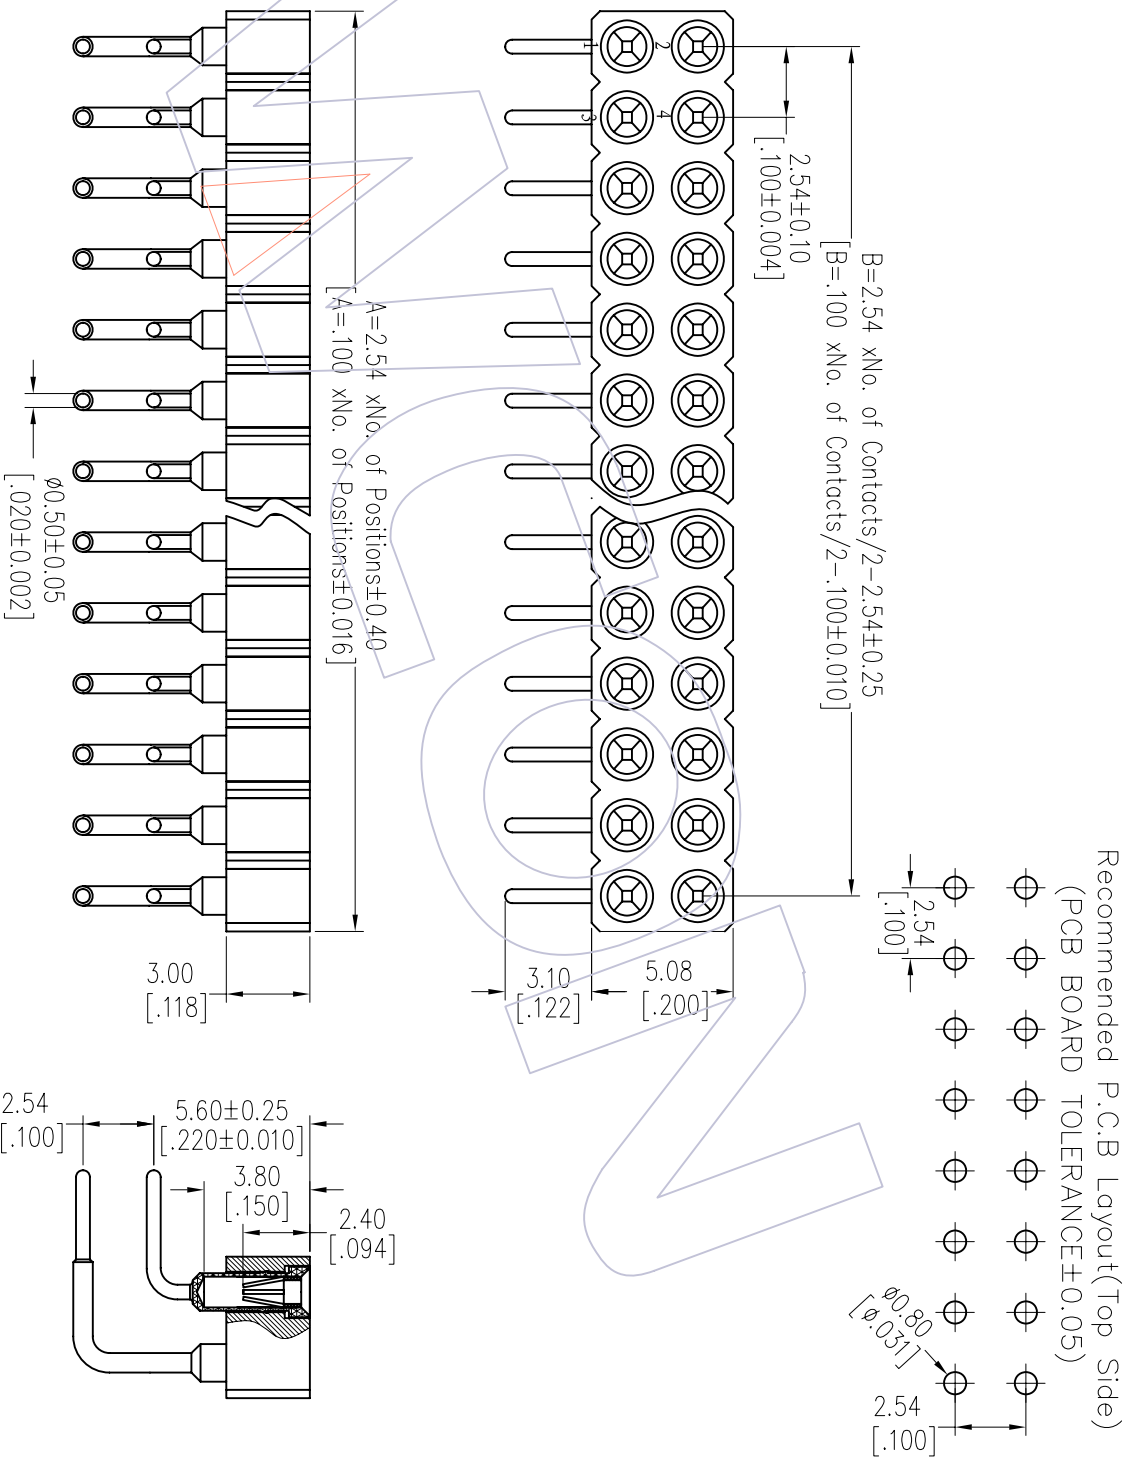 Recommended P.C.B Layout(Top Side)
(PCB BOARD TOLERANCE±0.05)
2.54
[.100]
ø0.80
[ø.031]
2.54
[.100]
B=2.54 xNo. of Contacts/2-2.54±0.25
[B=.100 xNo. of Contacts/2-.100±0.010]
2.54±0.10
[.100±0.004]
1
2
3
4
3.10
[.122]
5.08
[.200]
A=2.54 xNo. of Positions±0.40
[A=.100 xNo. of Positions±0.016]
ø0.50±0.05
[.020±0.002]
3.00
[.118]
2.54
[.100]
5.60±0.25
[.220±0.010]
3.80
[.150]
2.40
[.094]